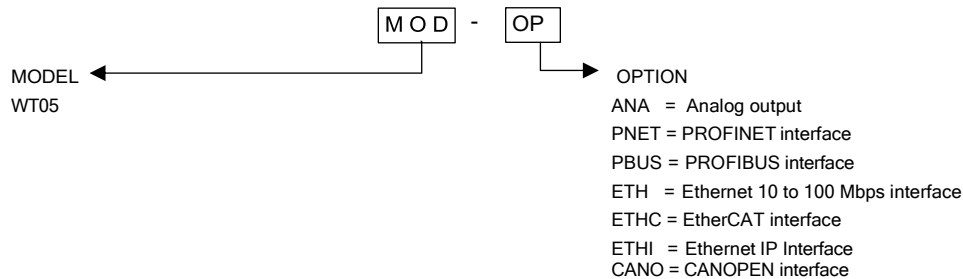 MOD - OP
MODEL
WT05
OPTION
ANA = Analog output
PNET = PROFINET interface
PBUS = PROFIBUS interface
ETH = Ethernet 10 to 100 Mbps interface
ETHC = EtherCAT interface
ETHI = Ethernet IP Interface
CANO = CANOPEN interface